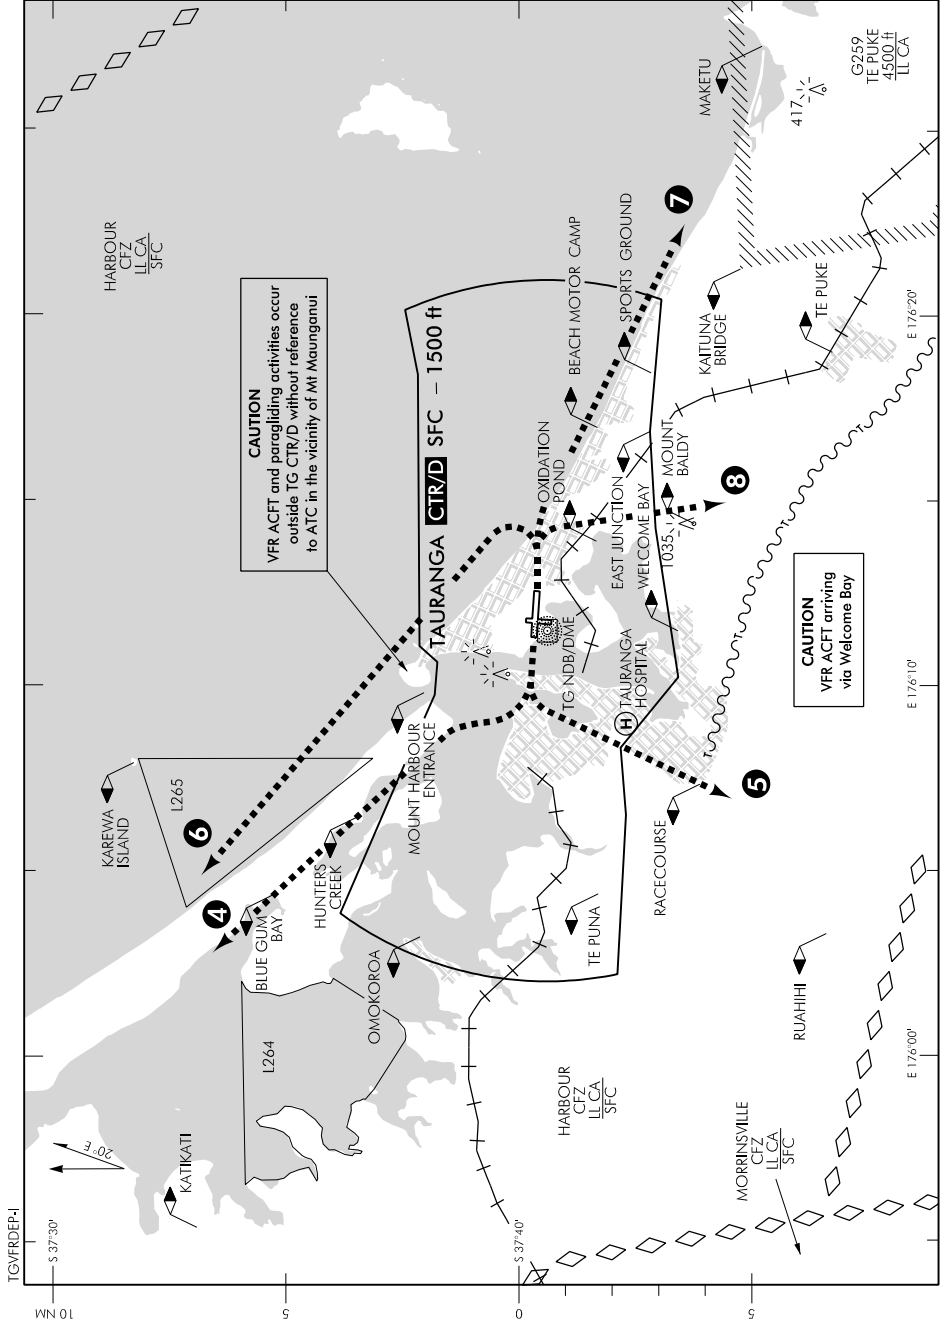 TGVFRDEP-I
10 NM
5
0
5
S 37°30'
S 37°40'
20°E
KATIKATI
L264
BLUE GUM
BAY
HUNTERS
CREEK
OMOKOROA
KAREWA
ISLAND
L265
6
4
MOUNT HARBOUR
ENTRANCE
HARBOUR
CFZ
LL CA
SFC
CAUTION
VFR ACFT and paragliding activities occur
outside TG CTR/D without reference
to ATC in the vicinity of Mt Maunganui
TAURANGA CTR/D SFC – 1500 ft
OXIDATION
POND
BEACH MOTOR CAMP
SPORTS GROUND
7
MAKETU
417
G259
TE PUKE
4500 ft
LL CA
KAITUNA
BRIDGE
TE PUKE
MOUNT
BALDY
1035
8
EAST JUNCTION
WELCOME BAY
TG NDB/DME
H
TAURANGA
HOSPITAL
5
RACECOURSE
TE PUNA
CAUTION
VFR ACFT arriving
via Welcome Bay
T
T
T
T
T
RUAHIHI
HARBOUR
CFZ
LL CA
SFC
MORRINSVILLE
CFZ
LL CA
SFC
E 176°00'
E 176°10'
E 176°20'